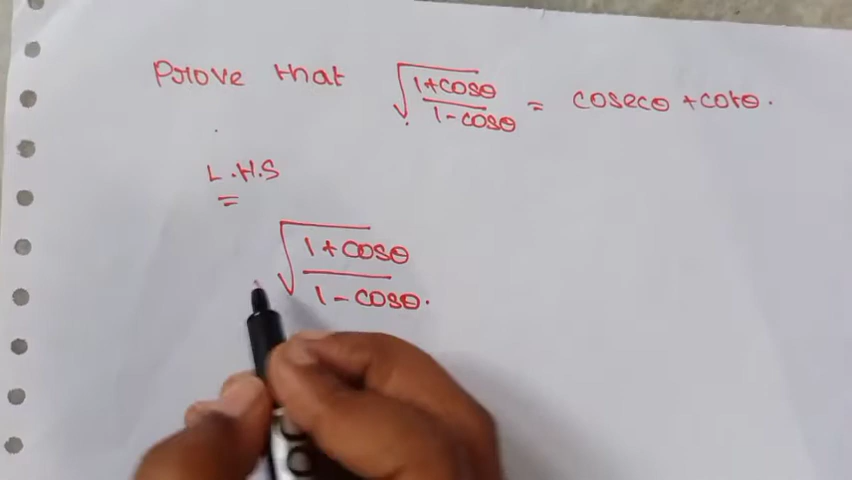 Prove that √(1+cosθ / 1-cosθ) = cosecθ + cotθ.
L.H.S
=
√(1+cosθ / 1-cosθ).